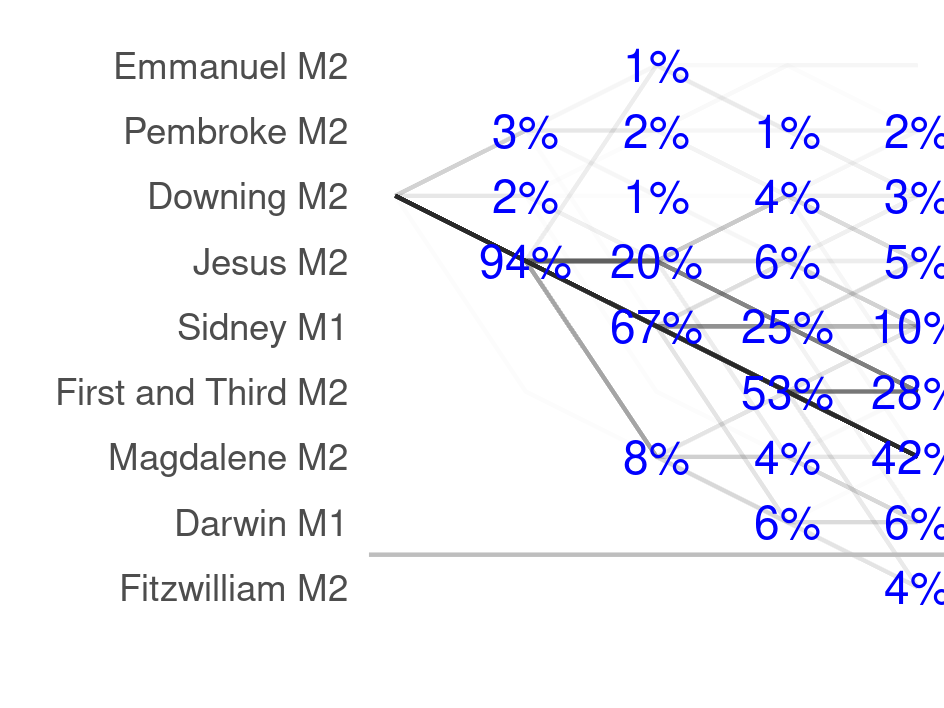 Emmanuel M2 1%
Pembroke M2 3% 2% 1% 2%
Downing M2 2% 1% 4% 3%
Jesus M2 94% 20% 6% 5%
Sidney M1 67% 25% 10%
First and Third M2 53% 28%
Magdalene M2 8% 4% 42%
Darwin M1 6% 6%
Fitzwilliam M2 4%